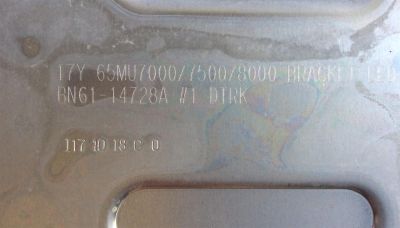 17Y 65MU7000/7500/8000 BRACKET LED
BN61-14728A #1 DTRK
117 10 18 C 0